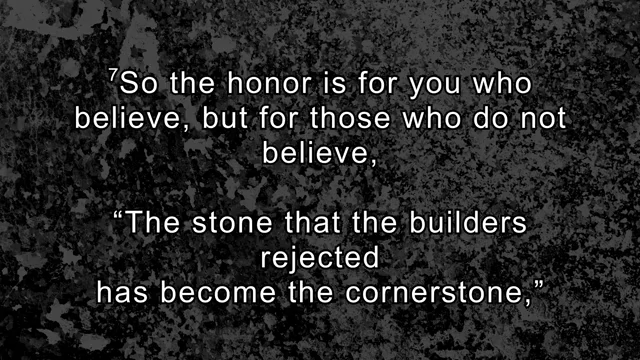 ⁷So the honor is for you who
believe, but for those who do not
believe,
“The stone that the builders
rejected
has become the cornerstone,”